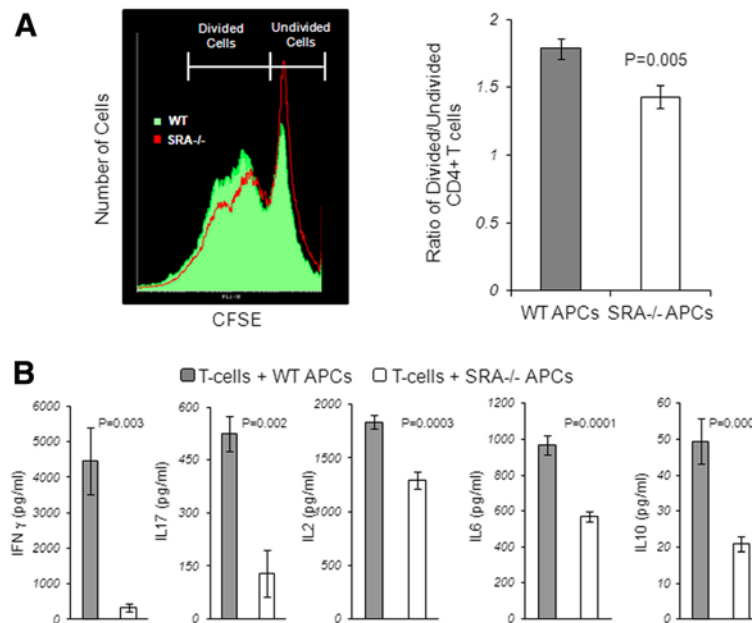 A
Divided Cells
Undivided Cells
WT
SRA-/-
Number of Cells
CFSE
Ratio of Divided/Undivided
CD4+ T cells
2
1.5
1
0.5
0
P=0.005
WT APCs
SRA-/- APCs
B
T-cells + WT APCs
T-cells + SRA-/- APCs
IFN γ (pg/ml)
6000
5000
4000
3000
2000
1000
0
P=0.003
IL17 (pg/ml)
600
450
300
150
0
P=0.002
IL2 (pg/ml)
2000
1500
1000
500
0
P=0.0003
IL6 (pg/ml)
1200
1000
800
600
400
200
0
P=0.0001
IL10 (pg/ml)
60
50
40
30
20
10
0